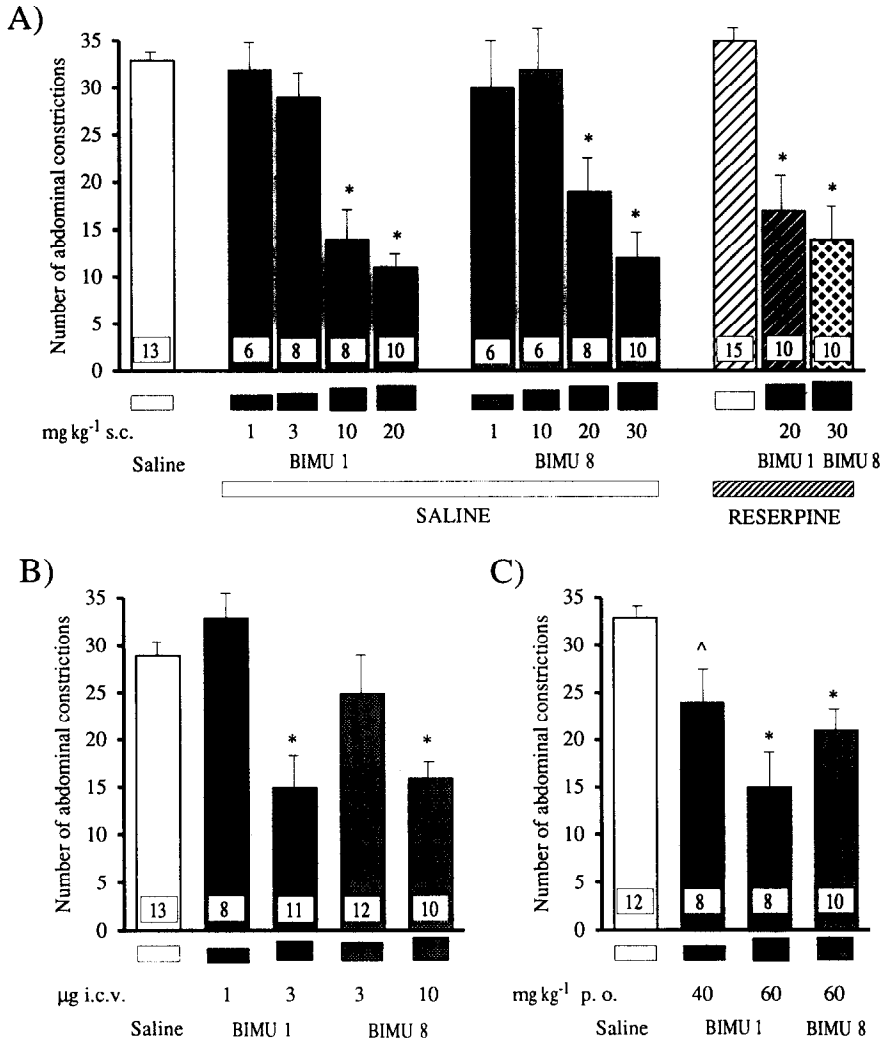 A)
Number of abdominal constrictions
35
30
25
20
15
10
5
0
* * * * * *
13 6 8 8 10 6 6 8 10 15 10 10
mg kg-1 s.c. 1 3 10 20 1 10 20 30 20 30
Saline BIMU 1 BIMU 8 BIMU 1 BIMU 8
SALINE RESERPINE
B)
Number of abdominal constrictions
35
30
25
20
15
10
5
0
* *
13 8 11 12 10
µg i.c.v. 1 3 3 10
Saline BIMU 1 BIMU 8
C)
Number of abdominal constrictions
35
30
25
20
15
10
5
0
^ * *
12 8 8 10
mg kg-1 p. o. 40 60 60
Saline BIMU 1 BIMU 8